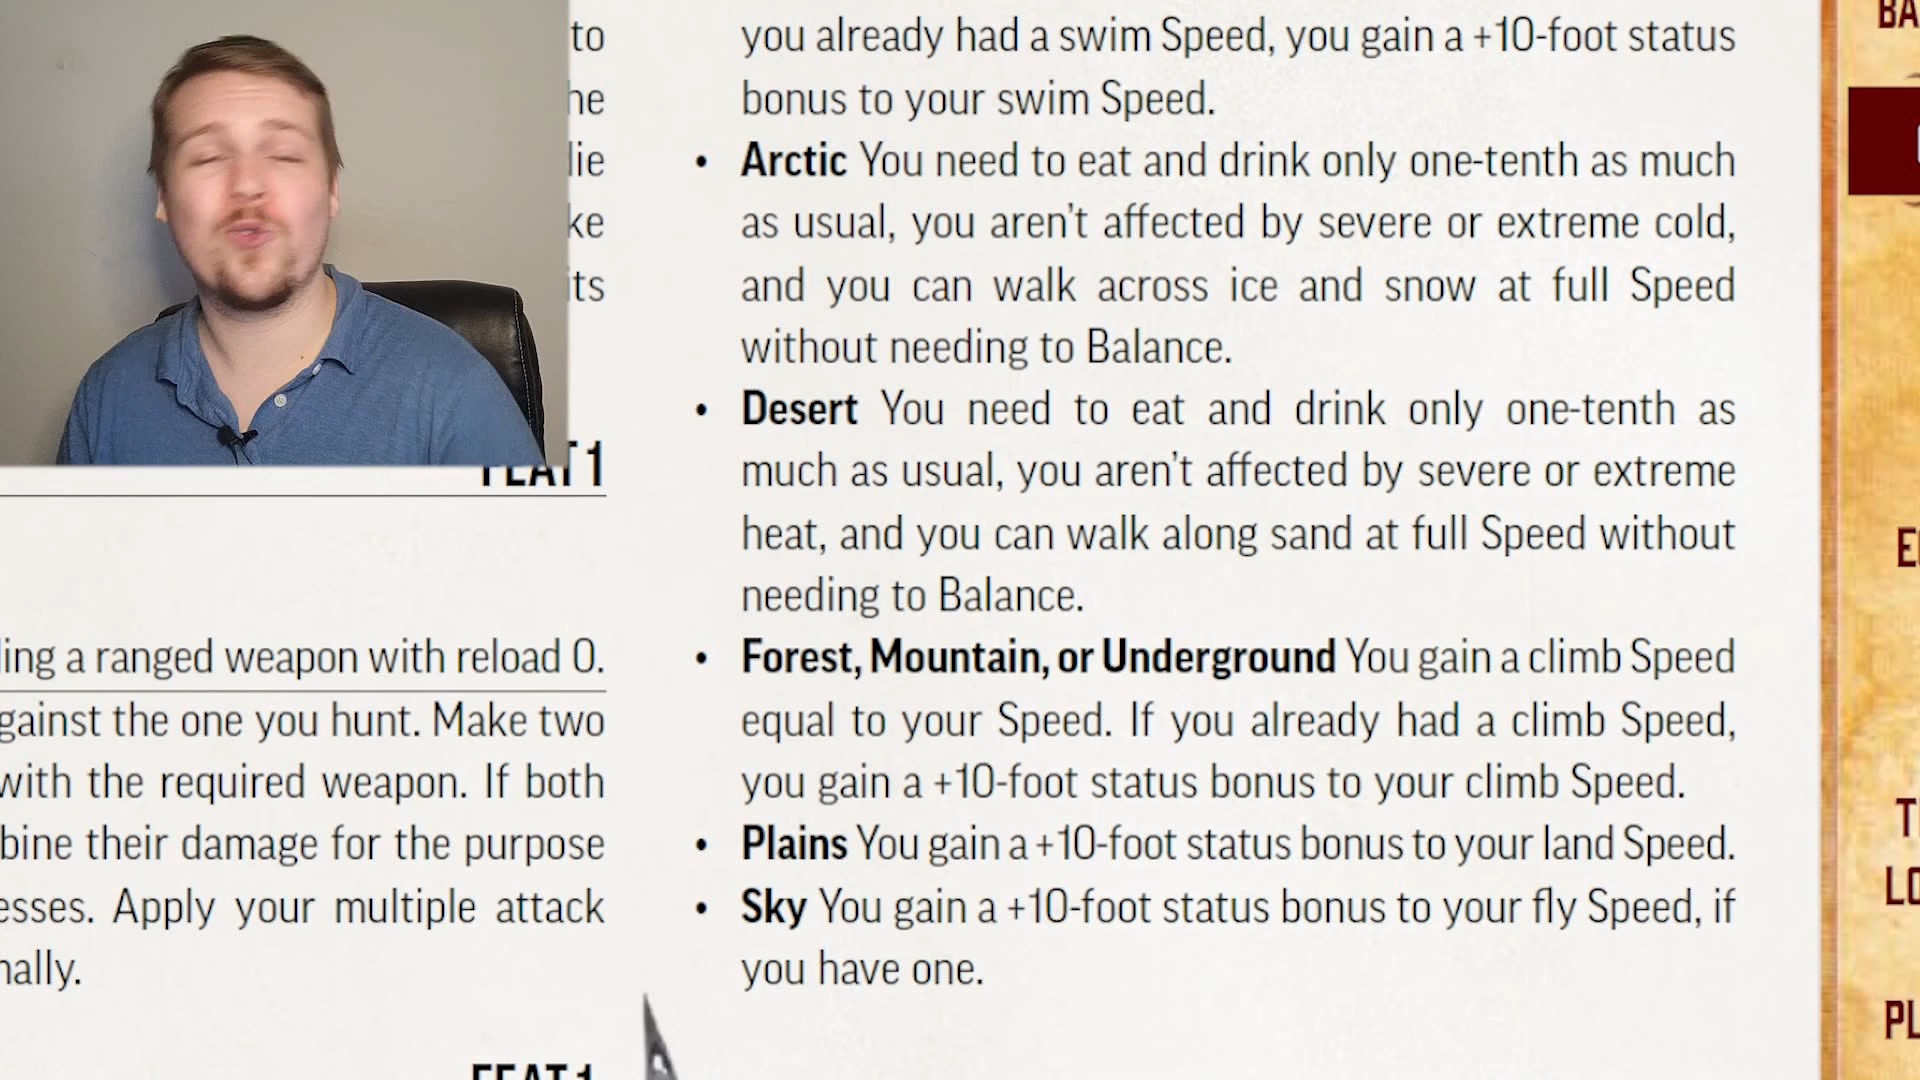 to
he
lie
ke
its
FEAT 1
ling a ranged weapon with reload 0.
gainst the one you hunt. Make two
with the required weapon. If both
bine their damage for the purpose
esses. Apply your multiple attack
nally.
FEAT 1
you already had a swim Speed, you gain a +10-foot status
bonus to your swim Speed.
• Arctic You need to eat and drink only one-tenth as much
as usual, you aren't affected by severe or extreme cold,
and you can walk across ice and snow at full Speed
without needing to Balance.
• Desert You need to eat and drink only one-tenth as
much as usual, you aren't affected by severe or extreme
heat, and you can walk along sand at full Speed without
needing to Balance.
• Forest, Mountain, or Underground You gain a climb Speed
equal to your Speed. If you already had a climb Speed,
you gain a +10-foot status bonus to your climb Speed.
• Plains You gain a +10-foot status bonus to your land Speed.
• Sky You gain a +10-foot status bonus to your fly Speed, if
you have one.
BA
T
LO
PL